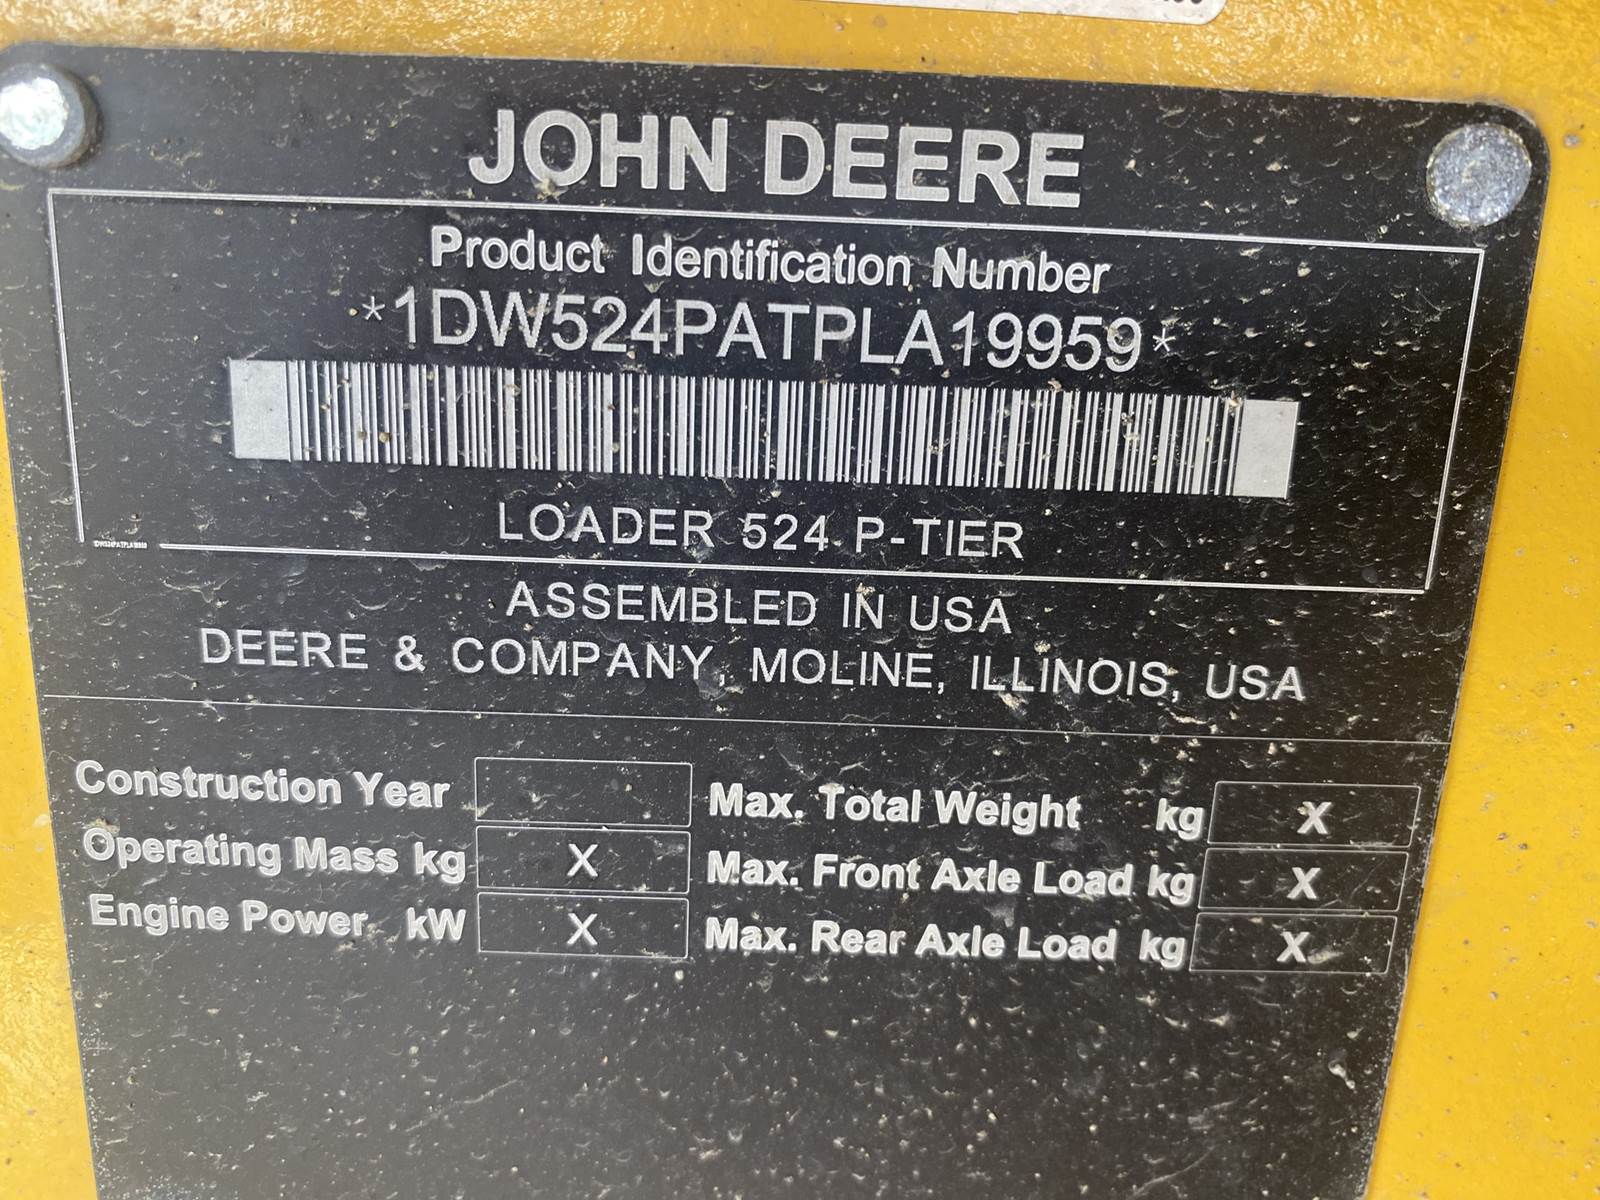 JOHN DEERE
Product Identification Number
*1DW524PATPLA19959*
LOADER 524 P-TIER
ASSEMBLED IN USA
DEERE & COMPANY, MOLINE, ILLINOIS, USA
Construction Year
Operating Mass kg X
Engine Power kW X
Max. Total Weight kg X
Max. Front Axle Load kg X
Max. Rear Axle Load kg X